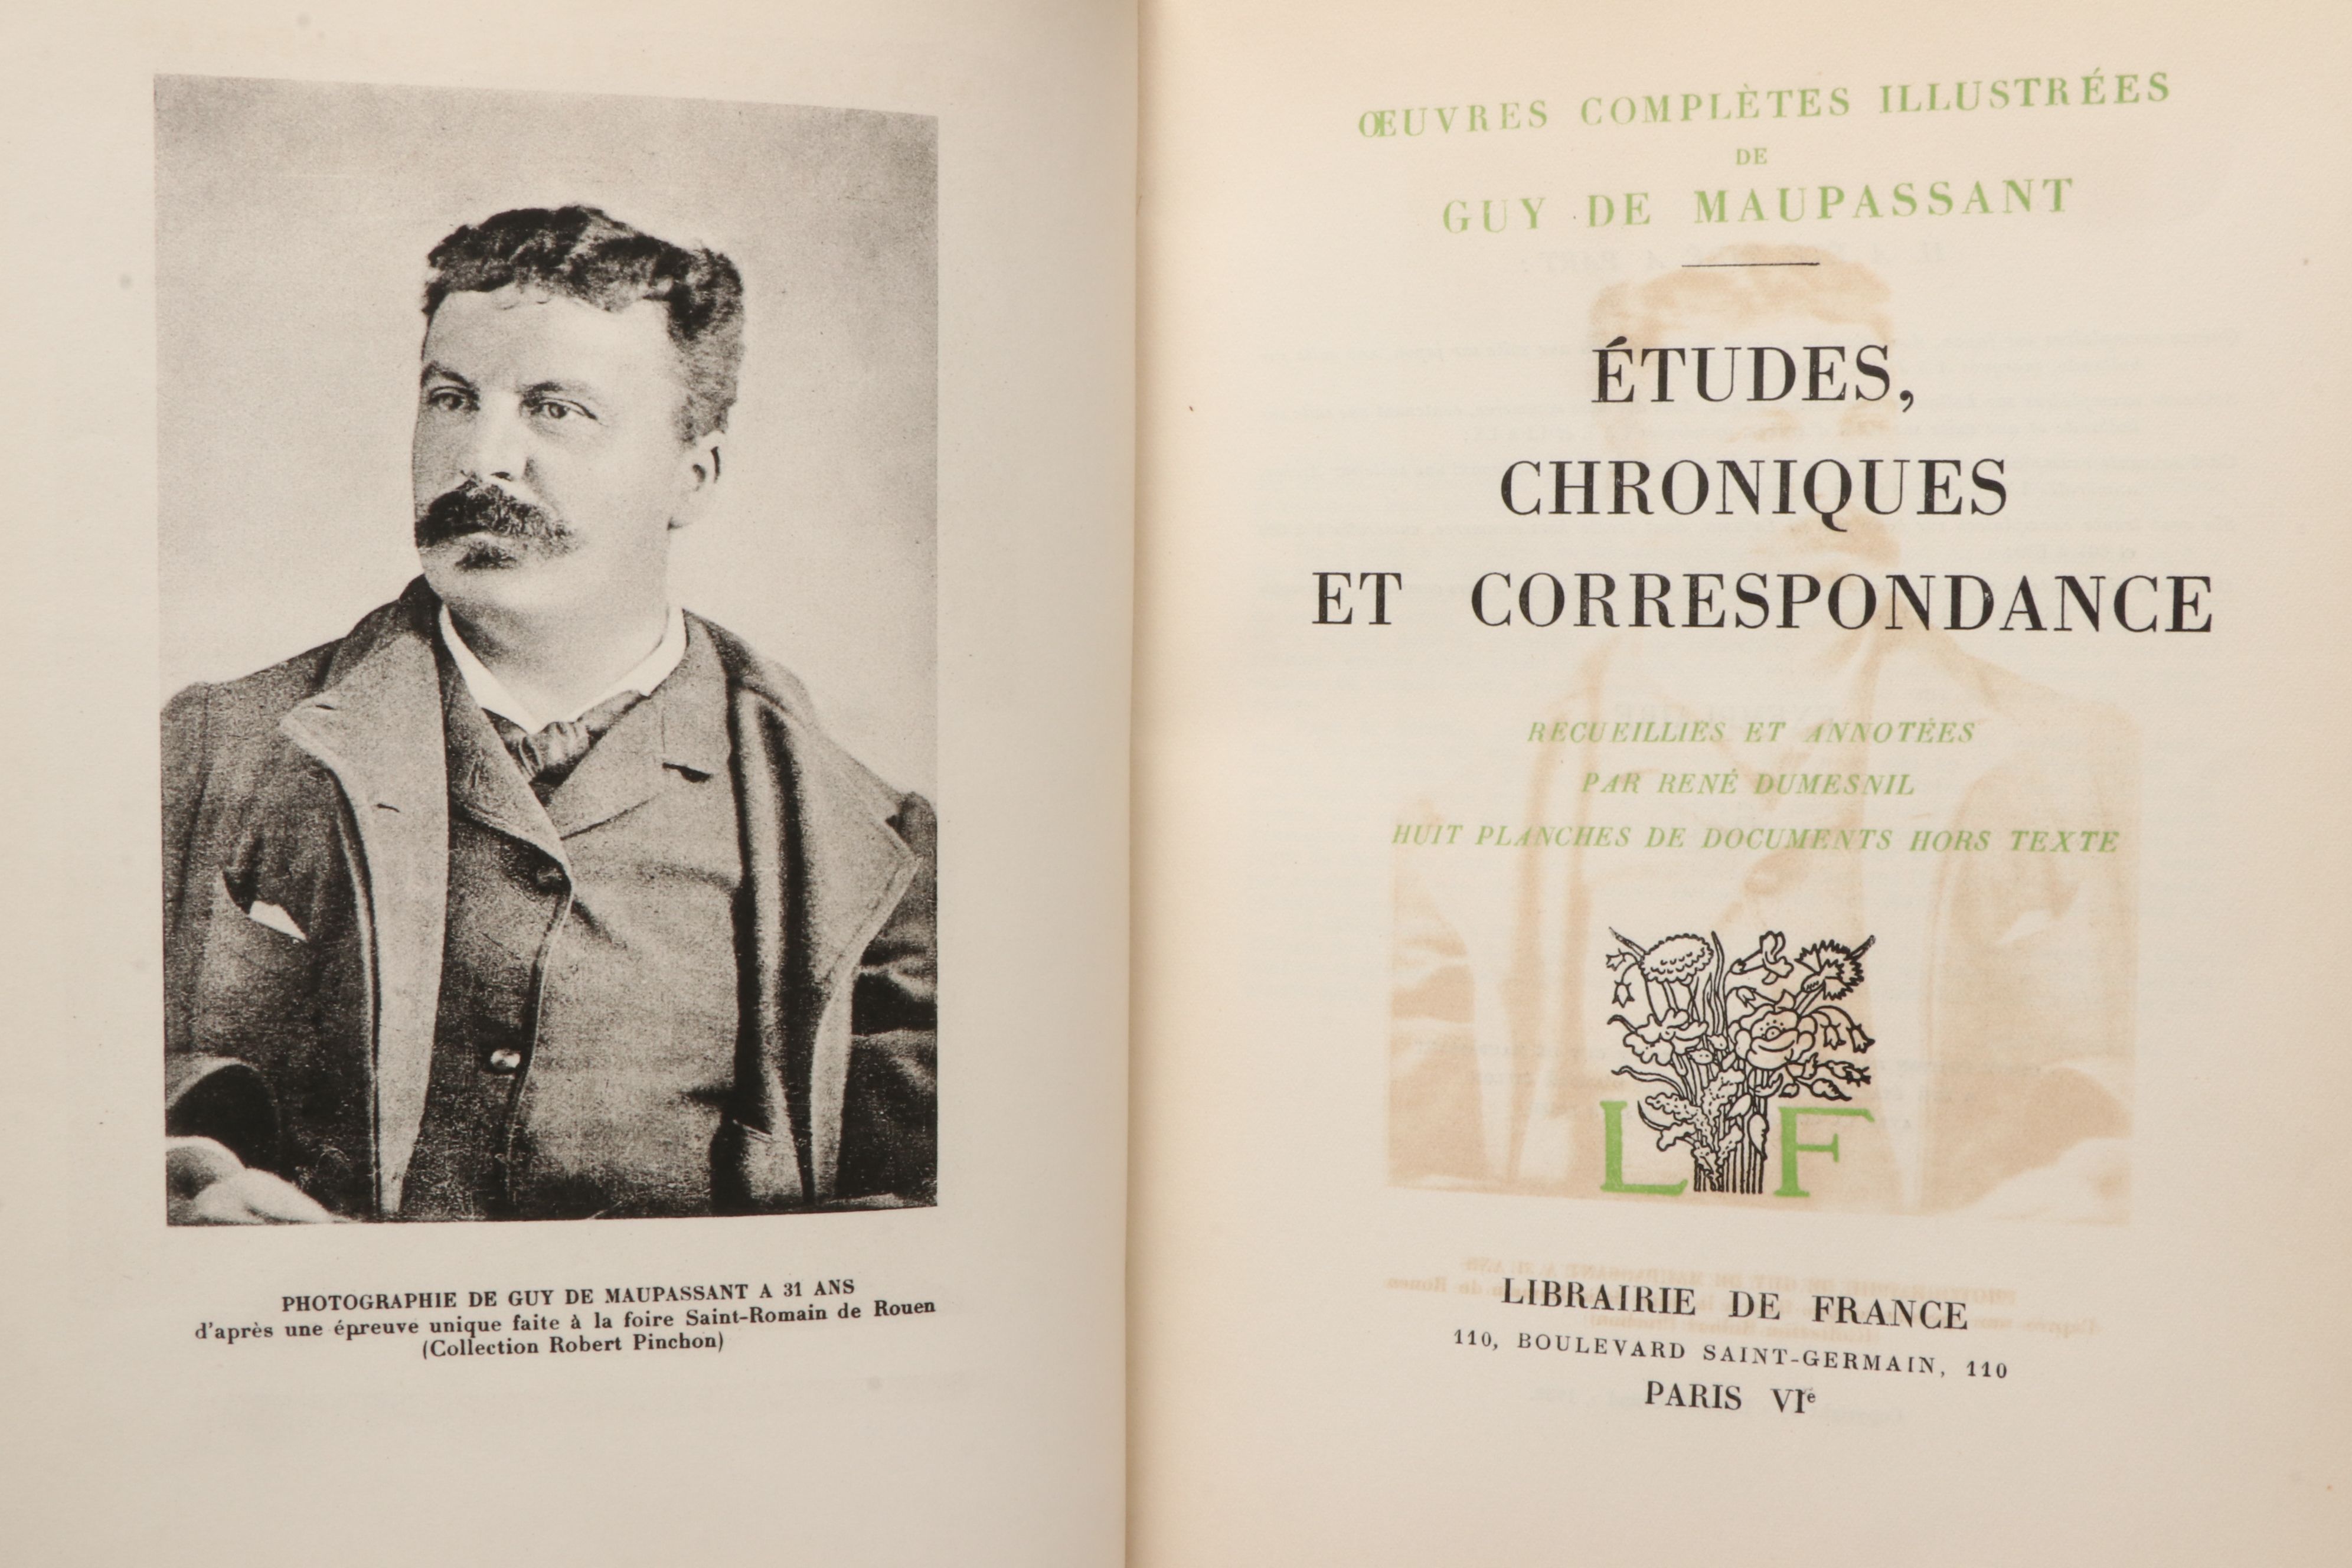 PHOTOGRAPHIE DE GUY DE MAUPASSANT A 31 ANS
d'après une épreuve unique faite à la foire Saint-Romain de Rouen
(Collection Robert Pinchon)
ŒUVRES COMPLÈTES ILLUSTRÉES
DE
GUY DE MAUPASSANT
ÉTUDES,
CHRONIQUES
ET CORRESPONDANCE
RECUEILLIES ET ANNOTÉES
PAR RENÉ DUMESNIL
HUIT PLANCHES DE DOCUMENTS HORS TEXTE
L F
LIBRAIRIE DE FRANCE
110, BOULEVARD SAINT-GERMAIN, 110
PARIS VIe